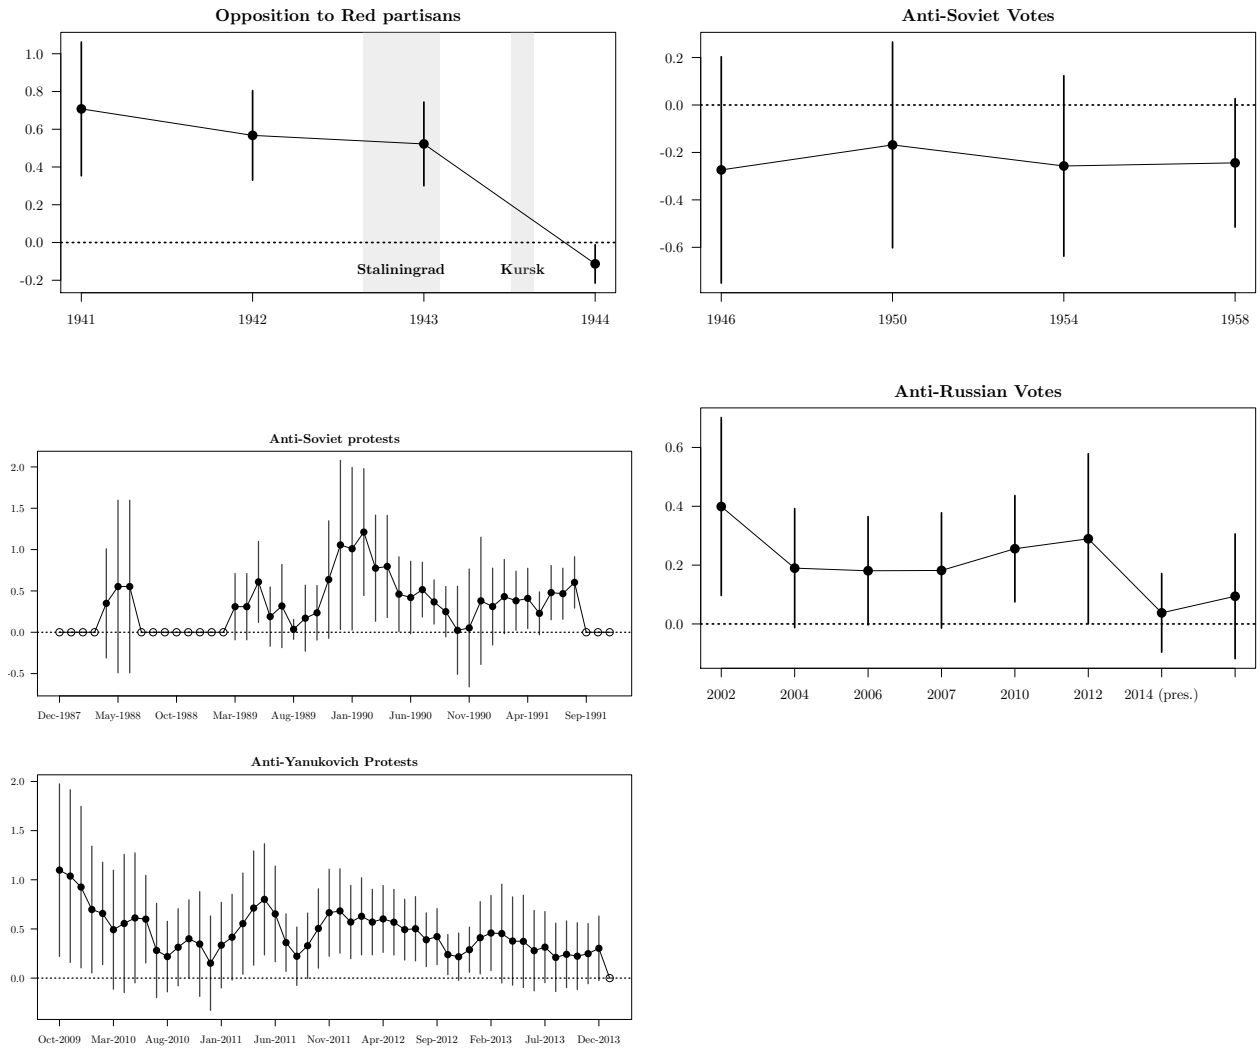 Opposition to Red partisans
1.0
0.8
0.6
0.4
0.2
0.0
-0.2
Staliningrad
Kursk
1941 1942 1943 1944
Anti-Soviet Votes
0.2
0.0
-0.2
-0.4
-0.6
1946 1950 1954 1958
Anti-Soviet protests
2.0
1.5
1.0
0.5
0.0
-0.5
Dec-1987 May-1988 Oct-1988 Mar-1989 Aug-1989 Jan-1990 Jun-1990 Nov-1990 Apr-1991 Sep-1991
Anti-Russian Votes
0.6
0.4
0.2
0.0
2002 2004 2006 2007 2010 2012 2014 (pres.)
Anti-Yanukovich Protests
2.0
1.5
1.0
0.5
0.0
Oct-2009 Mar-2010 Aug-2010 Jan-2011 Jun-2011 Nov-2011 Apr-2012 Sep-2012 Feb-2013 Jul-2013 Dec-2013